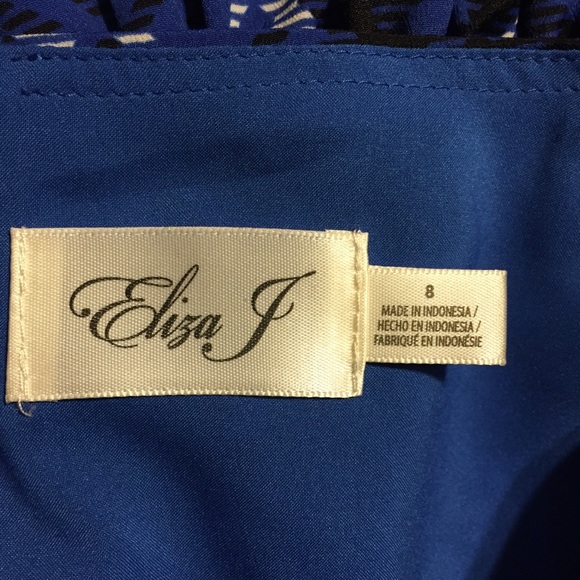 Eliza J
8
MADE IN INDONESIA /
HECHO EN INDONESIA /
FABRIQUÉ EN INDONÉSIE